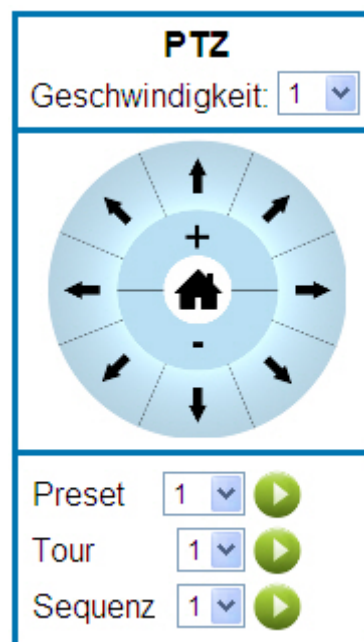 PTZ
Geschwindigkeit: 1
+
-
Preset 1
Tour 1
Sequenz 1